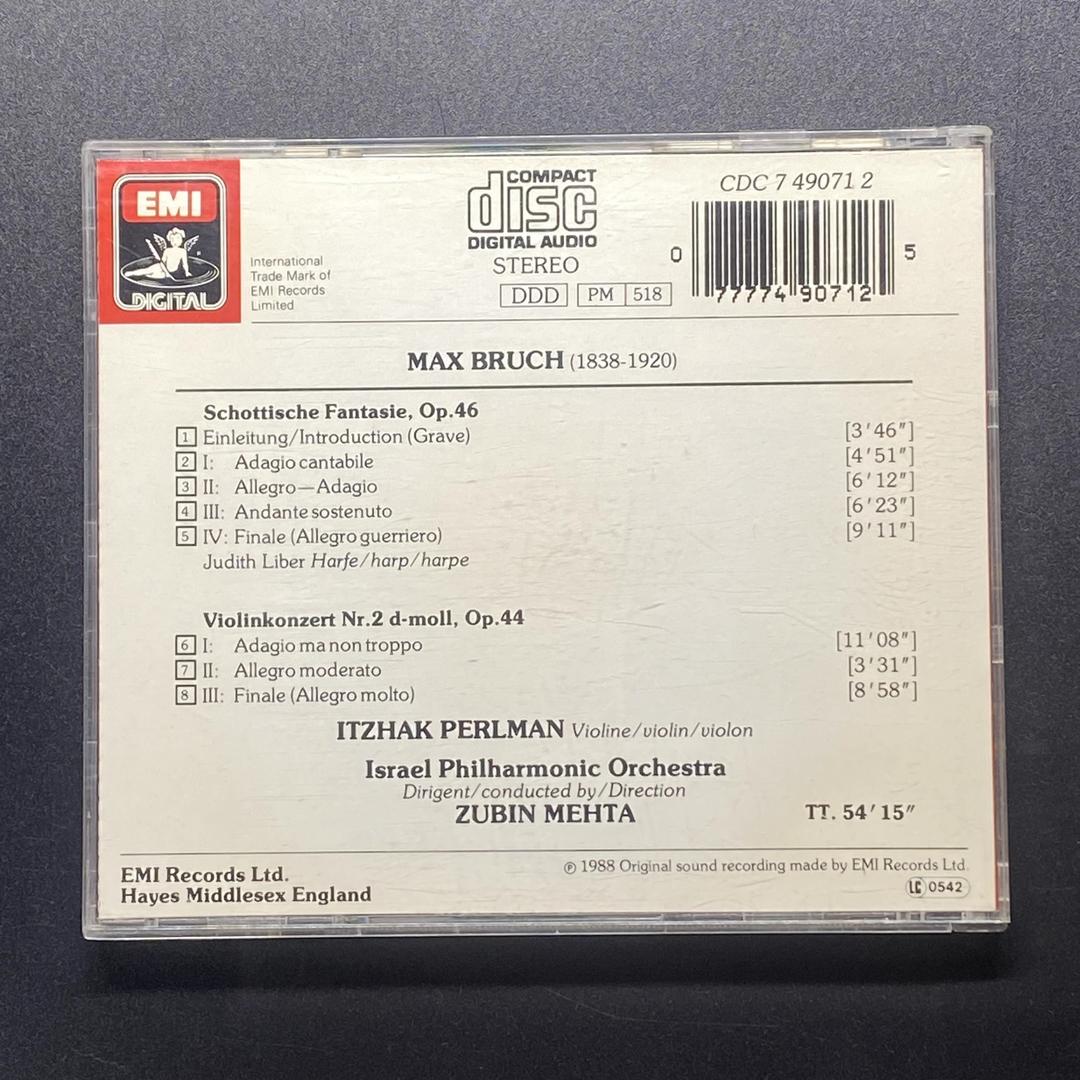 EMI
DIGITAL
International
Trade Mark of
EMI Records
Limited
COMPACT
disc
DIGITAL AUDIO
STEREO
DDD PM 518
CDC 7 49071 2
0 77774 90712 5
MAX BRUCH (1838-1920)
Schottische Fantasie, Op.46
1 Einleitung/Introduction (Grave) [3'46"]
2 I: Adagio cantabile [4'51"]
3 II: Allegro—Adagio [6'12"]
4 III: Andante sostenuto [6'23"]
5 IV: Finale (Allegro guerriero) [9'11"]
Judith Liber Harfe/harp/harpe
Violinkonzert Nr.2 d-moll, Op.44
6 I: Adagio ma non troppo [11'08"]
7 II: Allegro moderato [3'31"]
8 III: Finale (Allegro molto) [8'58"]
ITZHAK PERLMAN Violine/violin/violon
Israel Philharmonic Orchestra
Dirigent/conducted by/Direction
ZUBIN MEHTA TT. 54'15"
EMI Records Ltd.
Hayes Middlesex England
℗ 1988 Original sound recording made by EMI Records Ltd.
LC 0542